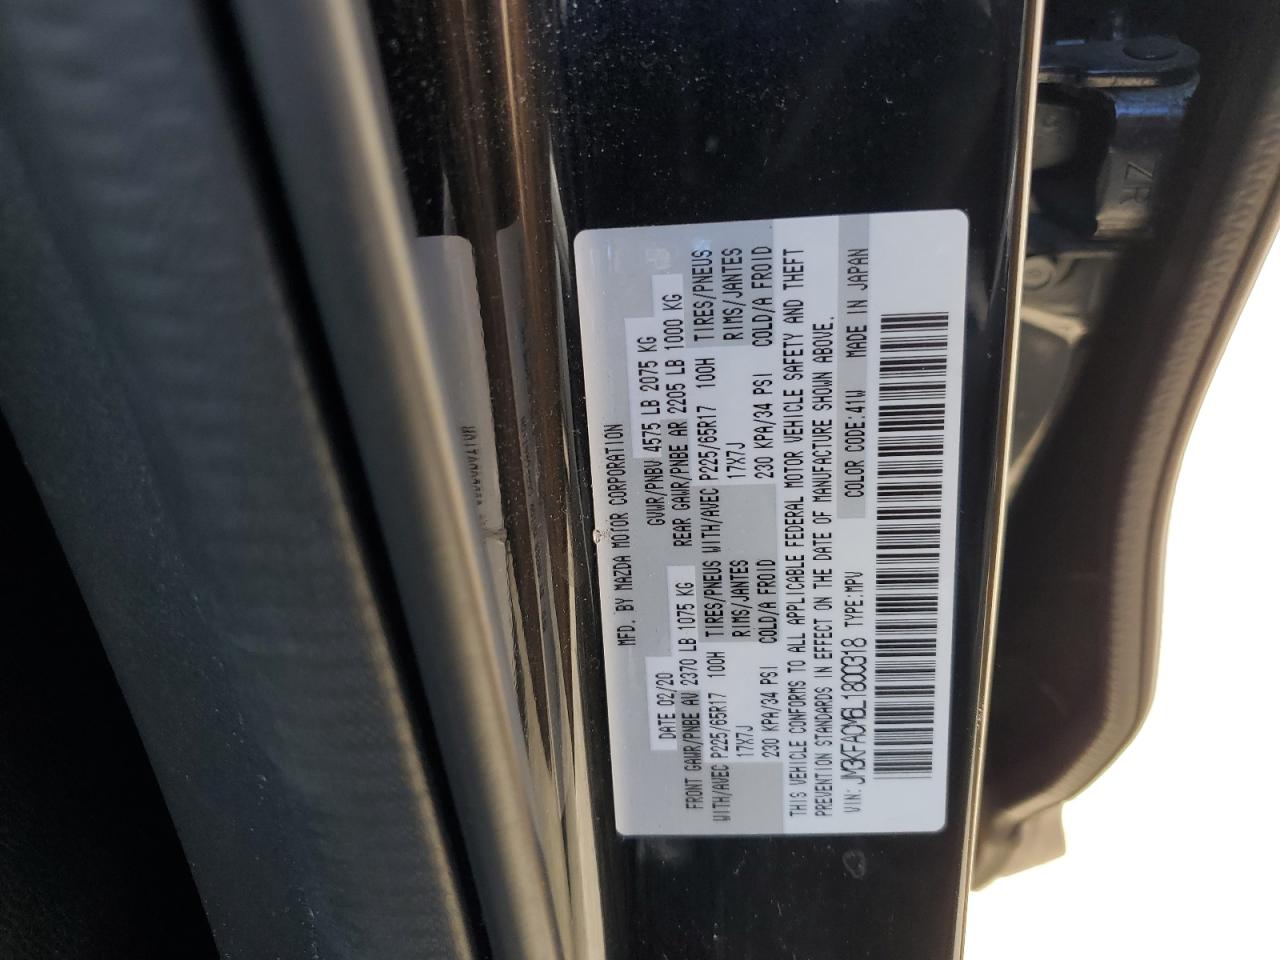 MFD. BY MAZDA MOTOR CORPORATION
DATE 02/20 GVWR/PNBV 4575 LB 2075 KG
FRONT GAWR/PNBE AV 2370 LB 1075 KG REAR GAWR/PNBE AR 2205 LB 1000 KG
WITH/AVEC P225/65R17 100H TIRES/PNEUS WITH/AVEC P225/65R17 100H TIRES/PNEUS
17X7J RIMS/JANTES 17X7J RIMS/JANTES
230 KPA/34 PSI COLD/A FROID 230 KPA/34 PSI COLD/A FROID
THIS VEHICLE CONFORMS TO ALL APPLICABLE FEDERAL MOTOR VEHICLE SAFETY AND THEFT
PREVENTION STANDARDS IN EFFECT ON THE DATE OF MANUFACTURE SHOWN ABOVE.
VIN: JM3KFACM6L1800318 TYPE:MPV COLOR CODE:41W MADE IN JAPAN
ZR